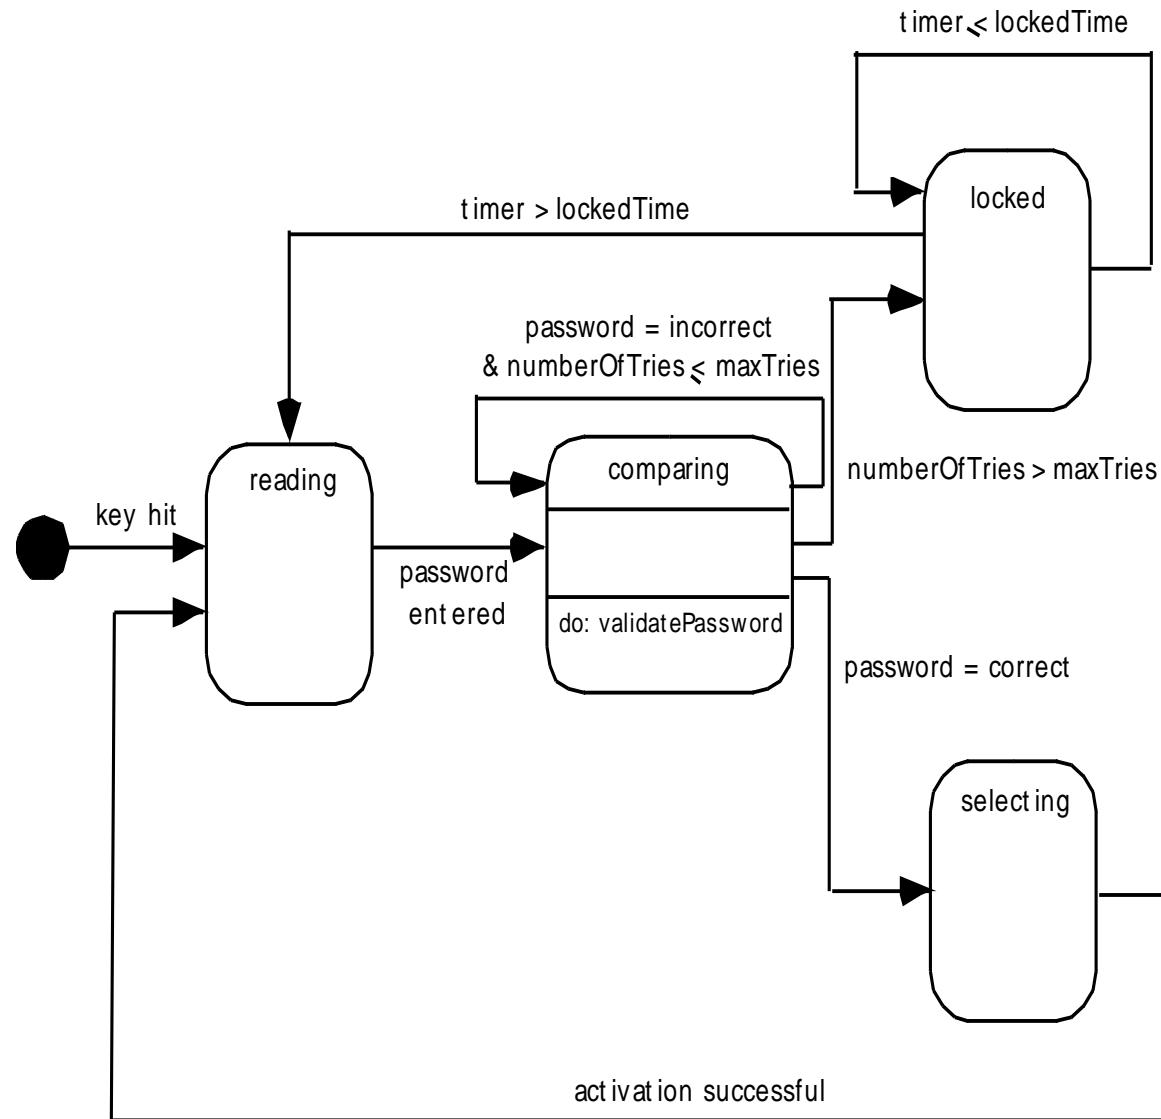 timer ≤ lockedTime
locked
timer > lockedTime
password = incorrect
& numberOfTries ≤ maxTries
comparing
numberOfTries > maxTries
reading
key hit
password
entered
do: validatePassword
password = correct
selecting
activation successful